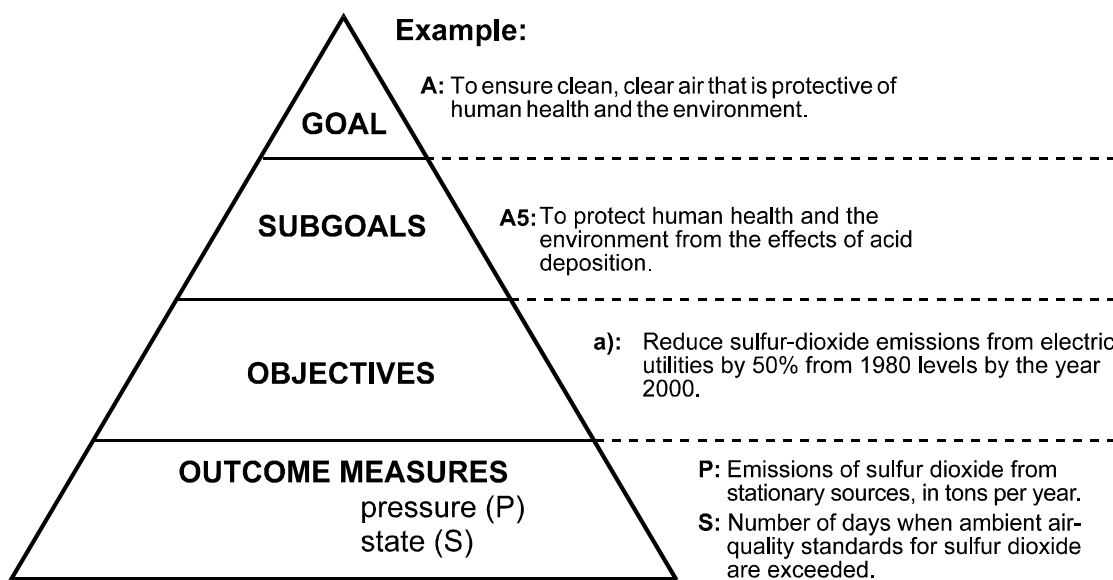 Example:
A: To ensure clean, clear air that is protective of
human health and the environment.
GOAL
SUBGOALS
A5: To protect human health and the
environment from the effects of acid
deposition.
OBJECTIVES
a): Reduce sulfur-dioxide emissions from electric
utilities by 50% from 1980 levels by the year
2000.
OUTCOME MEASURES
pressure (P)
state (S)
P: Emissions of sulfur dioxide from
stationary sources, in tons per year.
S: Number of days when ambient air-
quality standards for sulfur dioxide
are exceeded.